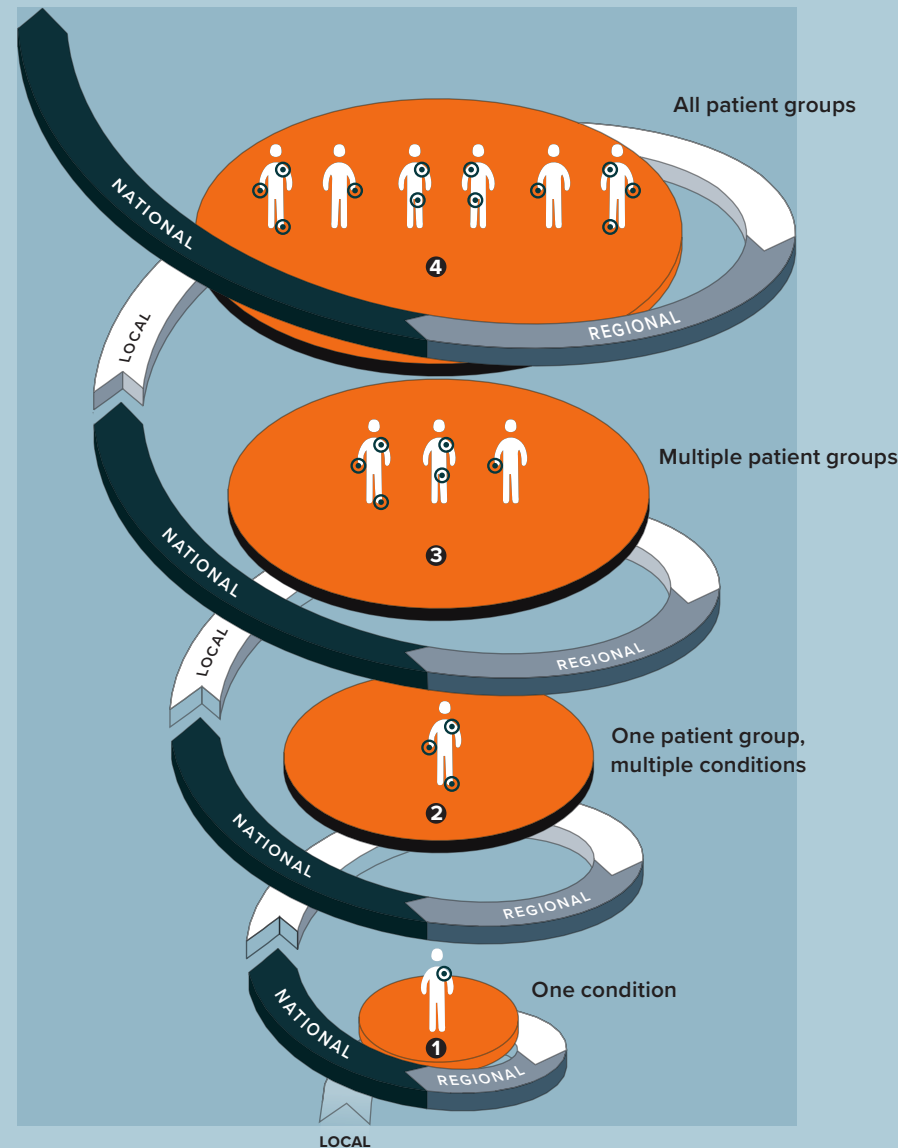 All patient groups
NATIONAL
4
REGIONAL
LOCAL
Multiple patient groups
3
NATIONAL
REGIONAL
LOCAL
One patient group,
multiple conditions
2
NATIONAL
REGIONAL
One condition
1
NATIONAL
REGIONAL
LOCAL